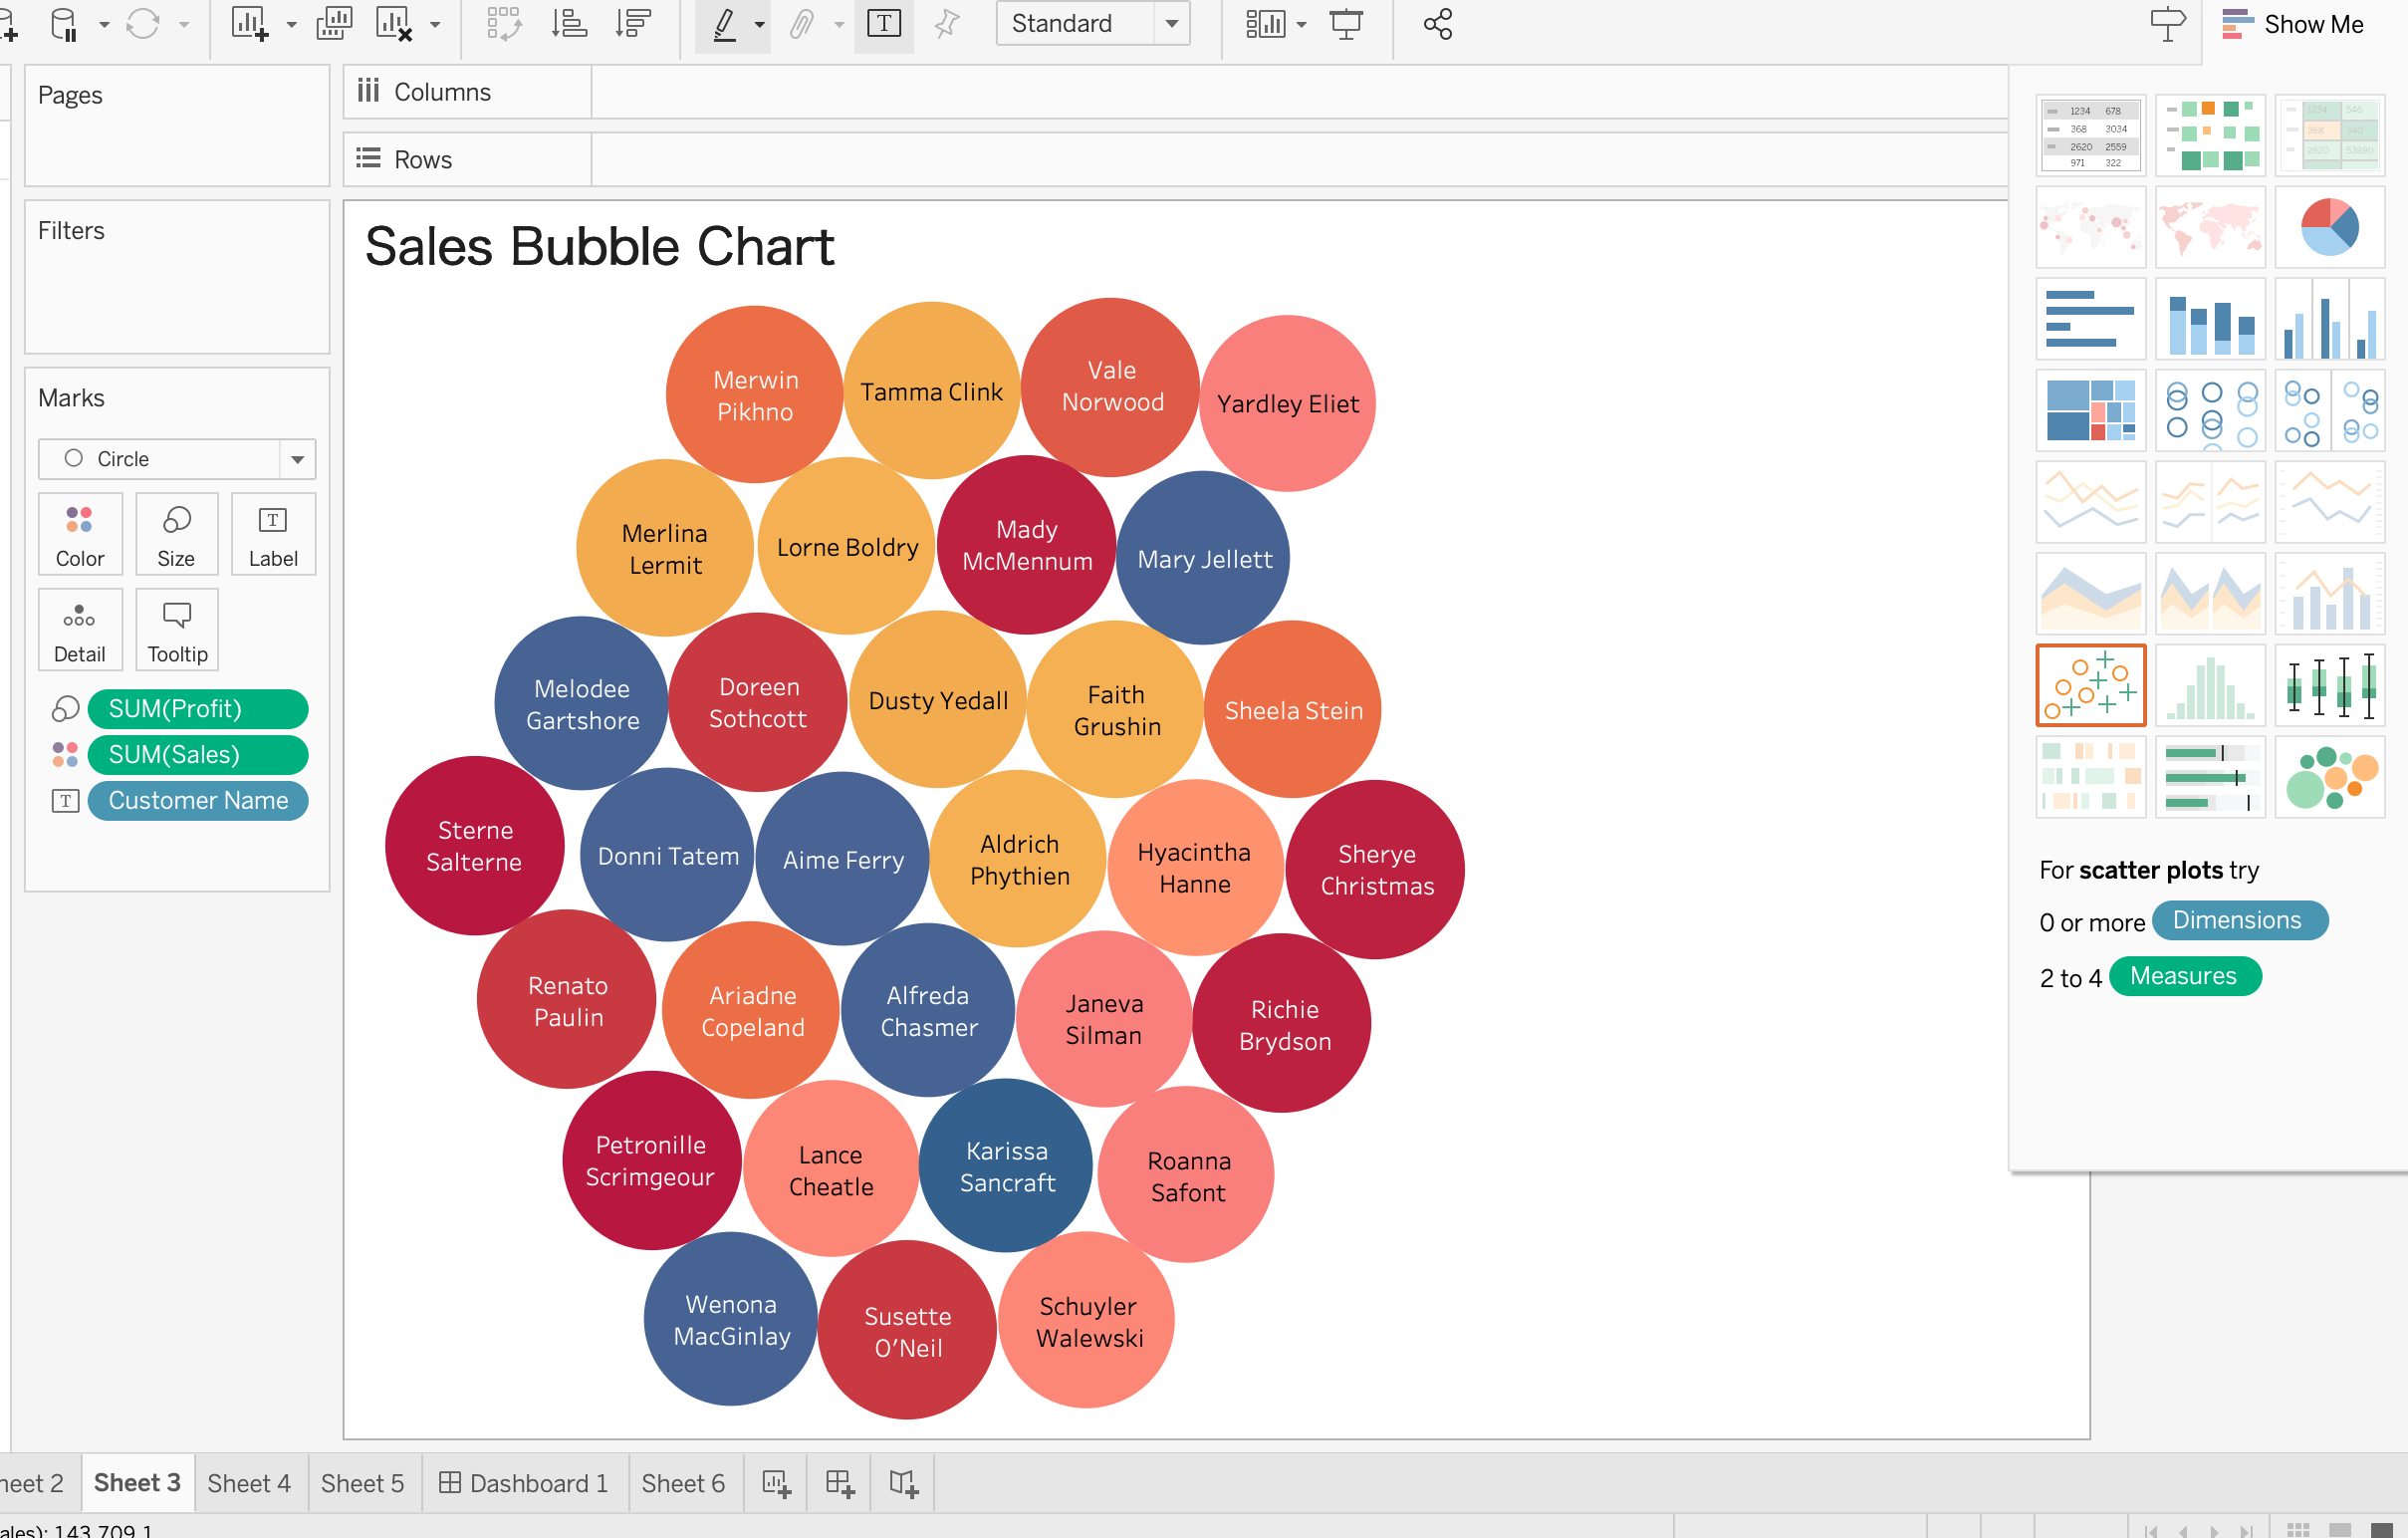 Standard
Show Me
Pages
Columns
Rows
Filters
Marks
Circle
Color
Size
Label
Detail
Tooltip
SUM(Profit)
SUM(Sales)
Customer Name
Sales Bubble Chart
Merwin
Pikhno
Tamma Clink
Vale
Norwood
Yardley Eliet
Merlina
Lermit
Lorne Boldry
Mady
McMennum
Mary Jellett
Melodee
Gartshore
Doreen
Sothcott
Dusty Yedall
Faith
Grushin
Sheela Stein
Sterne
Salterne
Donni Tatem
Aime Ferry
Aldrich
Phythien
Hyacintha
Hanne
Sherye
Christmas
Renato
Paulin
Ariadne
Copeland
Alfreda
Chasmer
Janeva
Silman
Richie
Brydson
Petronille
Scrimgeour
Lance
Cheatle
Karissa
Sancraft
Roanna
Safont
Wenona
MacGinlay
Susette
O'Neil
Schuyler
Walewski
1234 678
368 3034
2620 2559
971 322
1234 546
368 340
2620 53890
For scatter plots try
0 or more Dimensions
2 to 4 Measures
heet 2
Sheet 3
Sheet 4
Sheet 5
Dashboard 1
Sheet 6
ales): 143,709.1